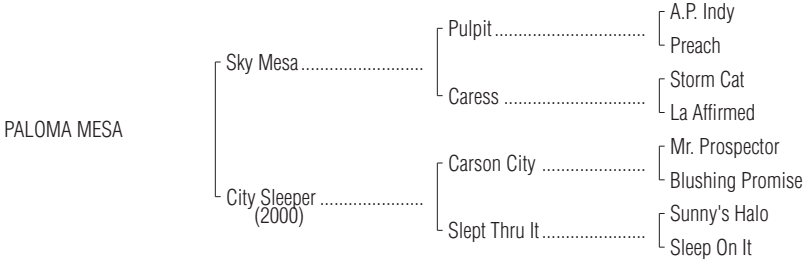 A.P. Indy
Pulpit..............................
Preach
Sky Mesa........................
Storm Cat
Caress ............................
La Affirmed
PALOMA MESA
Mr. Prospector
Carson City ......................
Blushing Promise
City Sleeper ....................
(2000)
Sunny's Halo
Slept Thru It......................
Sleep On It